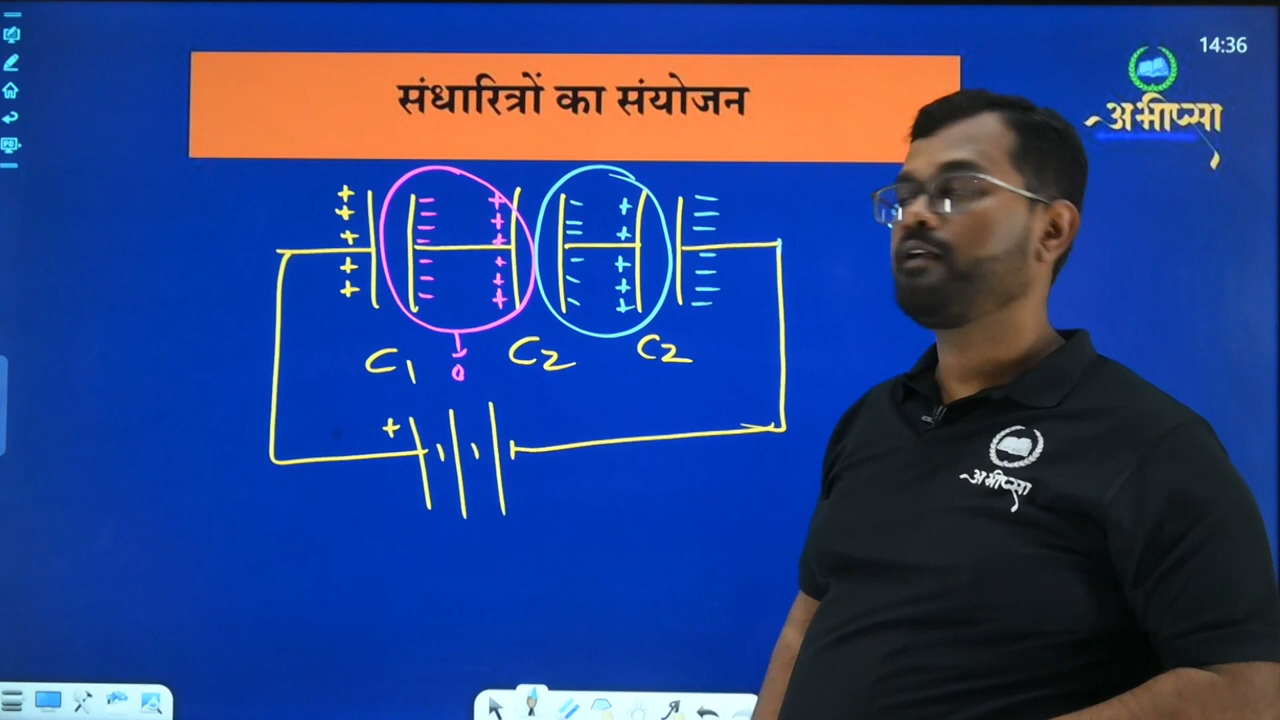 14:36
अभीप्सा
संधारित्रों का संयोजन
+ + + + +
- - - - - -
+ + + + + +
- - - - - -
+ + + + + +
- - - - - -
C₁
0
C₂
C₂
+
अभीप्सा